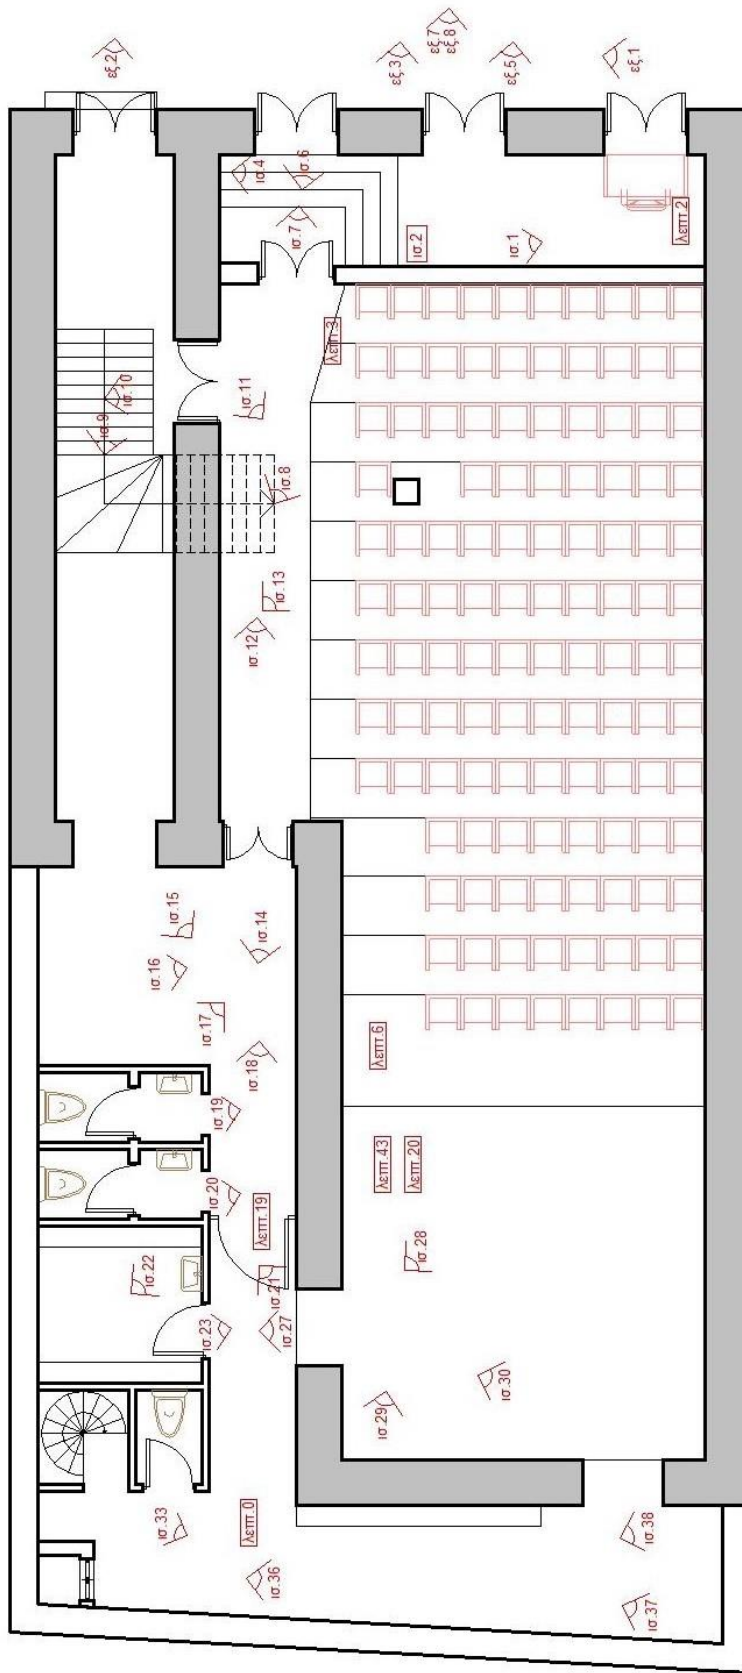 εξ.2
εξ.3
εξ.7
εξ.8
εξ.5
εξ.1
ισ.4
ισ.6
ισ.7
ισ.2
ισ.1
λεπτ.2
λεπτ.3
ισ.10
ισ.9
ισ.11
ισ.8
ισ.13
ισ.12
ισ.15
ισ.14
ισ.16
ισ.17
ισ.18
ισ.19
ισ.20
λεπτ.6
λεπτ.43
λεπτ.20
λεπτ.19
ισ.28
ισ.22
ισ.21
ισ.23
ισ.27
ισ.30
ισ.29
ισ.33
λεπτ.0
ισ.36
ισ.38
ισ.37